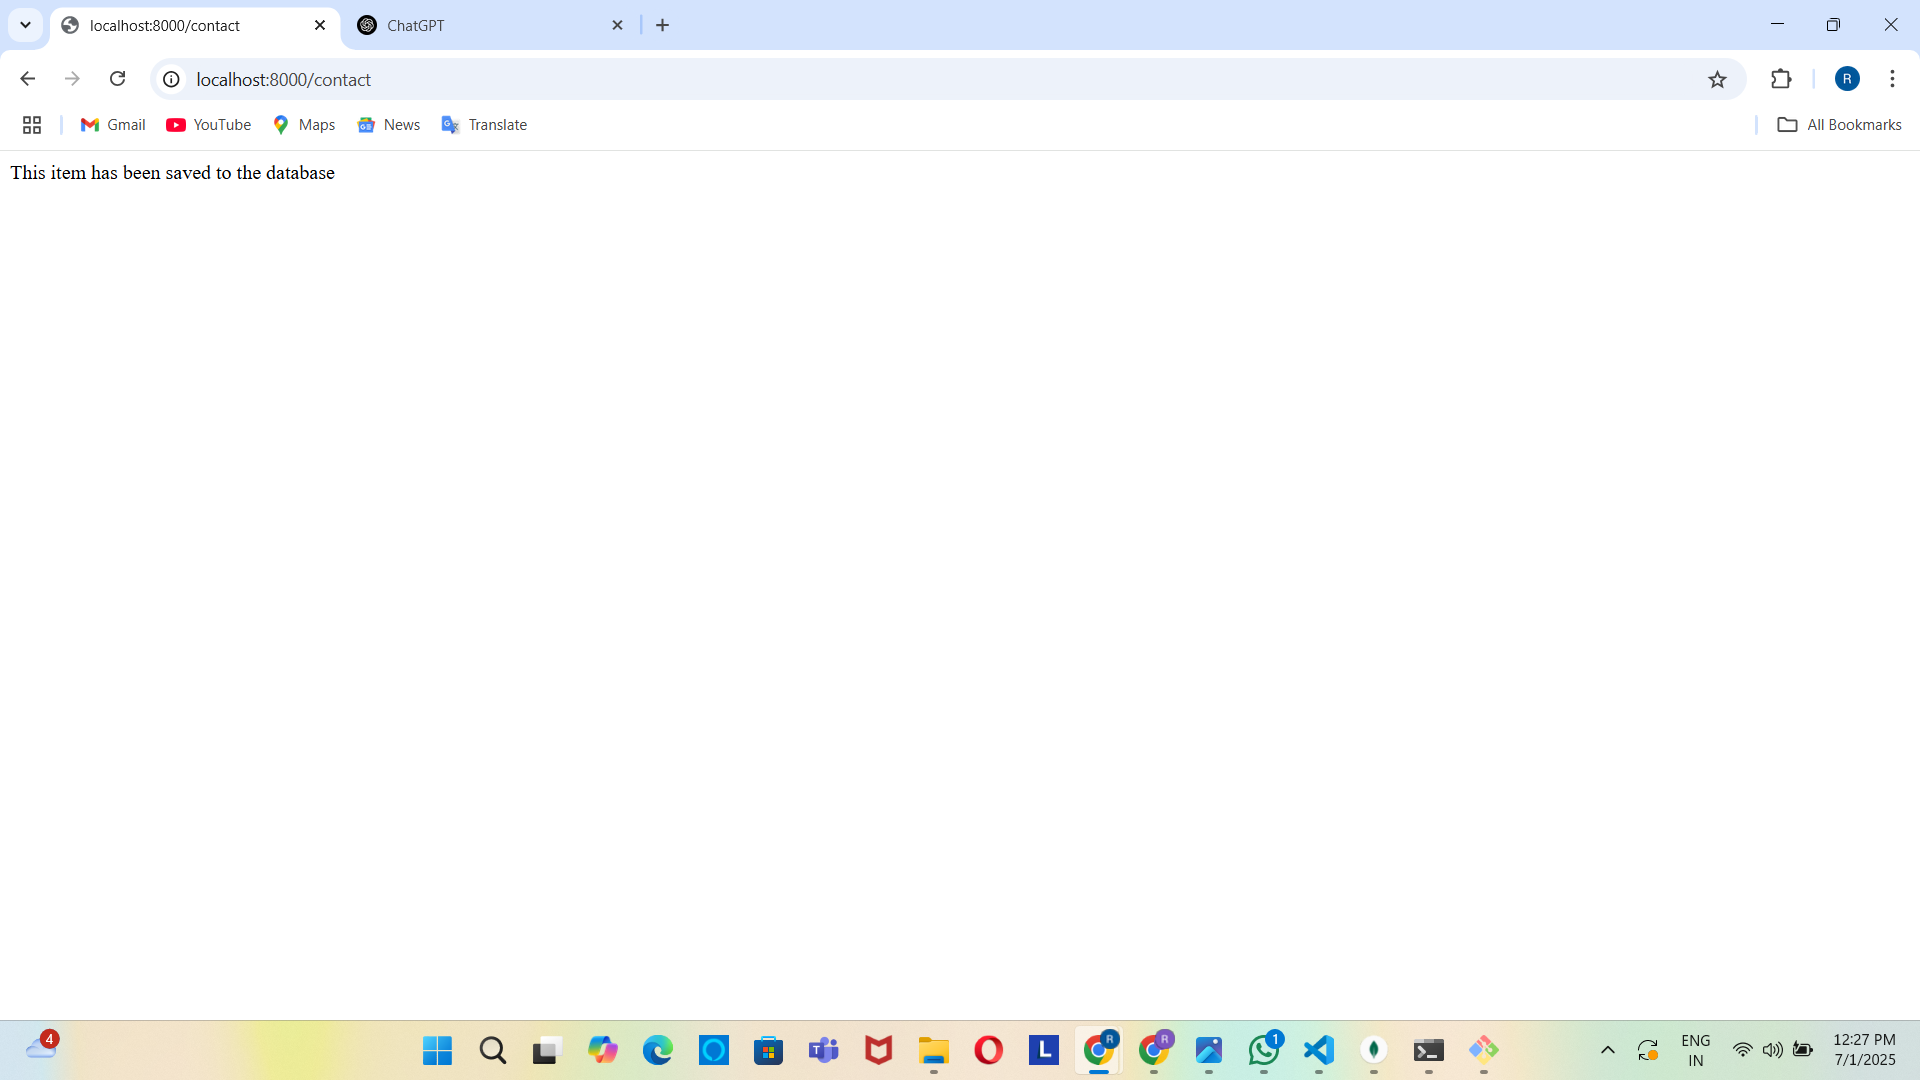 localhost:8000/contact
ChatGPT
localhost:8000/contact
R
Gmail
YouTube
Maps
News
Translate
All Bookmarks
This item has been saved to the database
4
T
L
R
R
1
ENG
IN
12:27 PM
7/1/2025